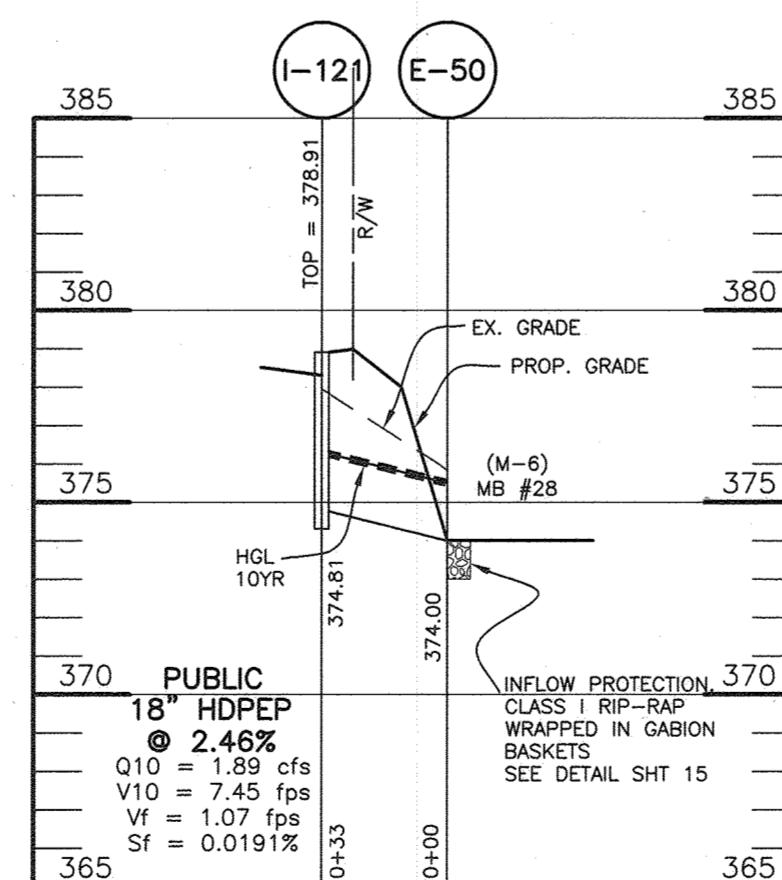 I-121
E-50
385
385
TOP = 378.91
R/W
380
380
EX. GRADE
PROP. GRADE
(M-6)
MB #28
375
375
HGL
10YR
374.81
374.00
370
370
PUBLIC
18" HDPEP
@ 2.46%
Q10 = 1.89 cfs
V10 = 7.45 fps
Vf = 1.07 fps
Sf = 0.0191%
INFLOW PROTECTION,
CLASS I RIP-RAP
WRAPPED IN GABION
BASKETS
SEE DETAIL SHT 15
0+33
0+00
365
365